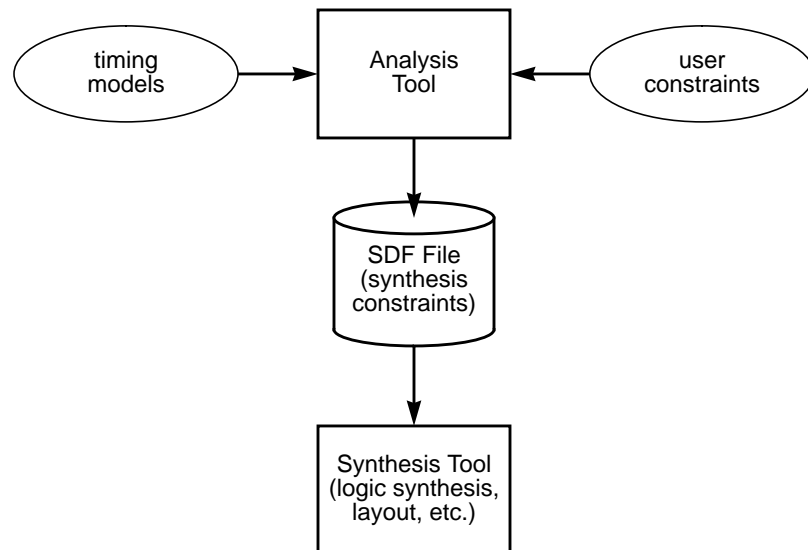 timing
models
Analysis
Tool
user
constraints
SDF File
(synthesis
constraints)
Synthesis Tool
(logic synthesis,
layout, etc.)